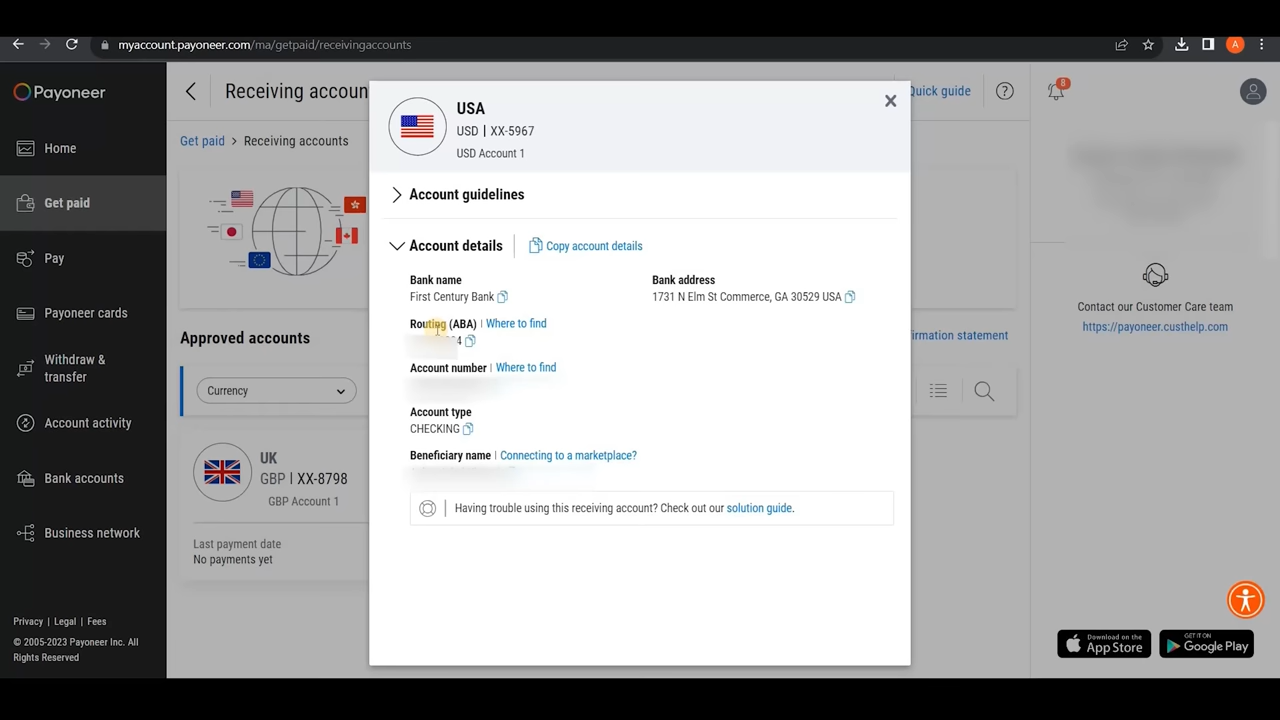 myaccount.payoneer.com/ma/getpaid/receivingaccounts
A
Payoneer
Home
Get paid
Pay
Payoneer cards
Withdraw & transfer
Account activity
Bank accounts
Business network
Privacy | Legal | Fees
© 2005-2023 Payoneer Inc. All
Rights Reserved
Receiving accoun
Quick guide
8
Get paid > Receiving accounts
Approved accounts
irmation statement
Currency
UK
GBP | XX-8798
GBP Account 1
Last payment date
No payments yet
USA
USD | XX-5967
USD Account 1
Account guidelines
Account details
Copy account details
Bank name
First Century Bank
Bank address
1731 N Elm St Commerce, GA 30529 USA
Routing (ABA) | Where to find
4
Account number | Where to find
Account type
CHECKING
Beneficiary name | Connecting to a marketplace?
Having trouble using this receiving account? Check out our solution guide.
Contact our Customer Care team
https://payoneer.custhelp.com
Download on the
App Store
GET IT ON
Google Play